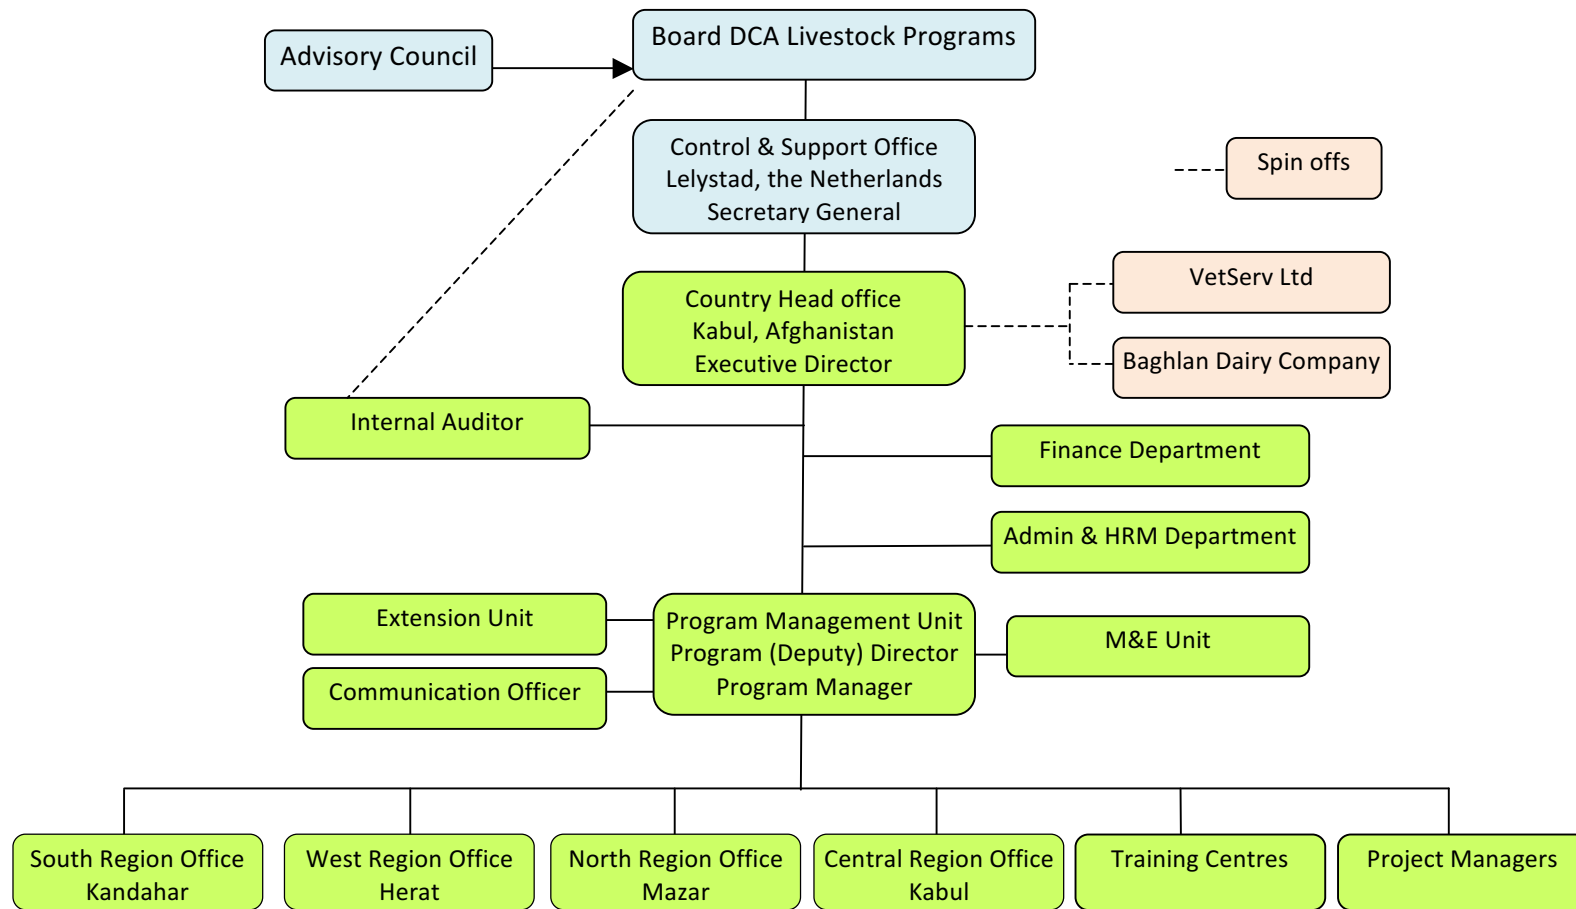 Advisory Council
Board DCA Livestock Programs
Control & Support Office
Lelystad, the Netherlands
Secretary General
Spin offs
Country Head office
Kabul, Afghanistan
Executive Director
VetServ Ltd
Baghlan Dairy Company
Internal Auditor
Finance Department
Admin & HRM Department
Extension Unit
Communication Officer
Program Management Unit
Program (Deputy) Director
Program Manager
M&E Unit
South Region Office
Kandahar
West Region Office
Herat
North Region Office
Mazar
Central Region Office
Kabul
Training Centres
Project Managers